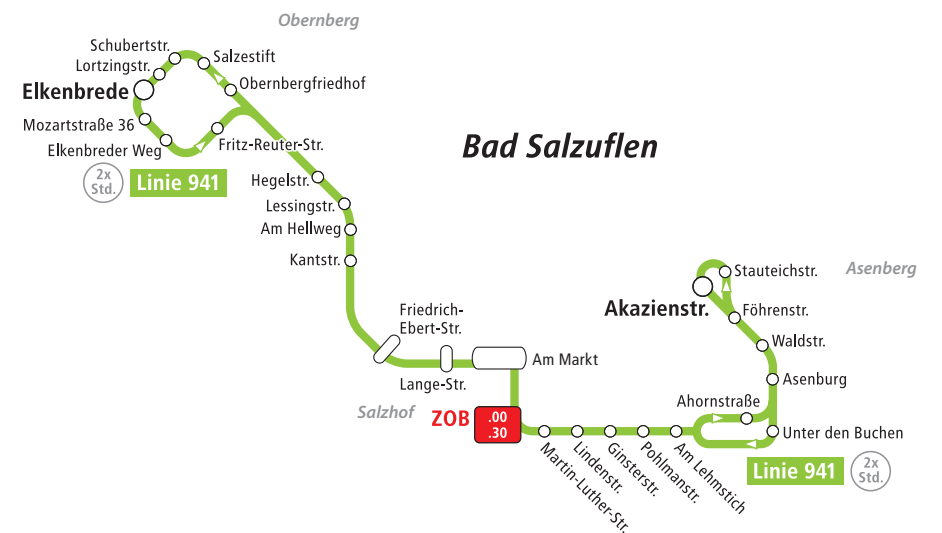 Obernberg
Schubertstr.
Salzestift
Lortzingstr.
Obernbergfriedhof
Elkenbrede
Mozartstraße 36
Elkenbreder Weg
Fritz-Reuter-Str.
Bad Salzuflen
2x
Std.
Linie 941
Hegelstr.
Lessingstr.
Am Hellweg
Kantstr.
Stauteichstr.
Asenberg
Akazienstr.
Föhrenstr.
Friedrich-
Ebert-Str.
Waldstr.
Am Markt
Lange-Str.
Asenburg
Ahornstraße
Salzhof
ZOB
.00
.30
Unter den Buchen
Martin-Luther-Str.
Lindenstr.
Ginsterstr.
Pohlmanstr.
Am Lehmstich
Linie 941
2x
Std.